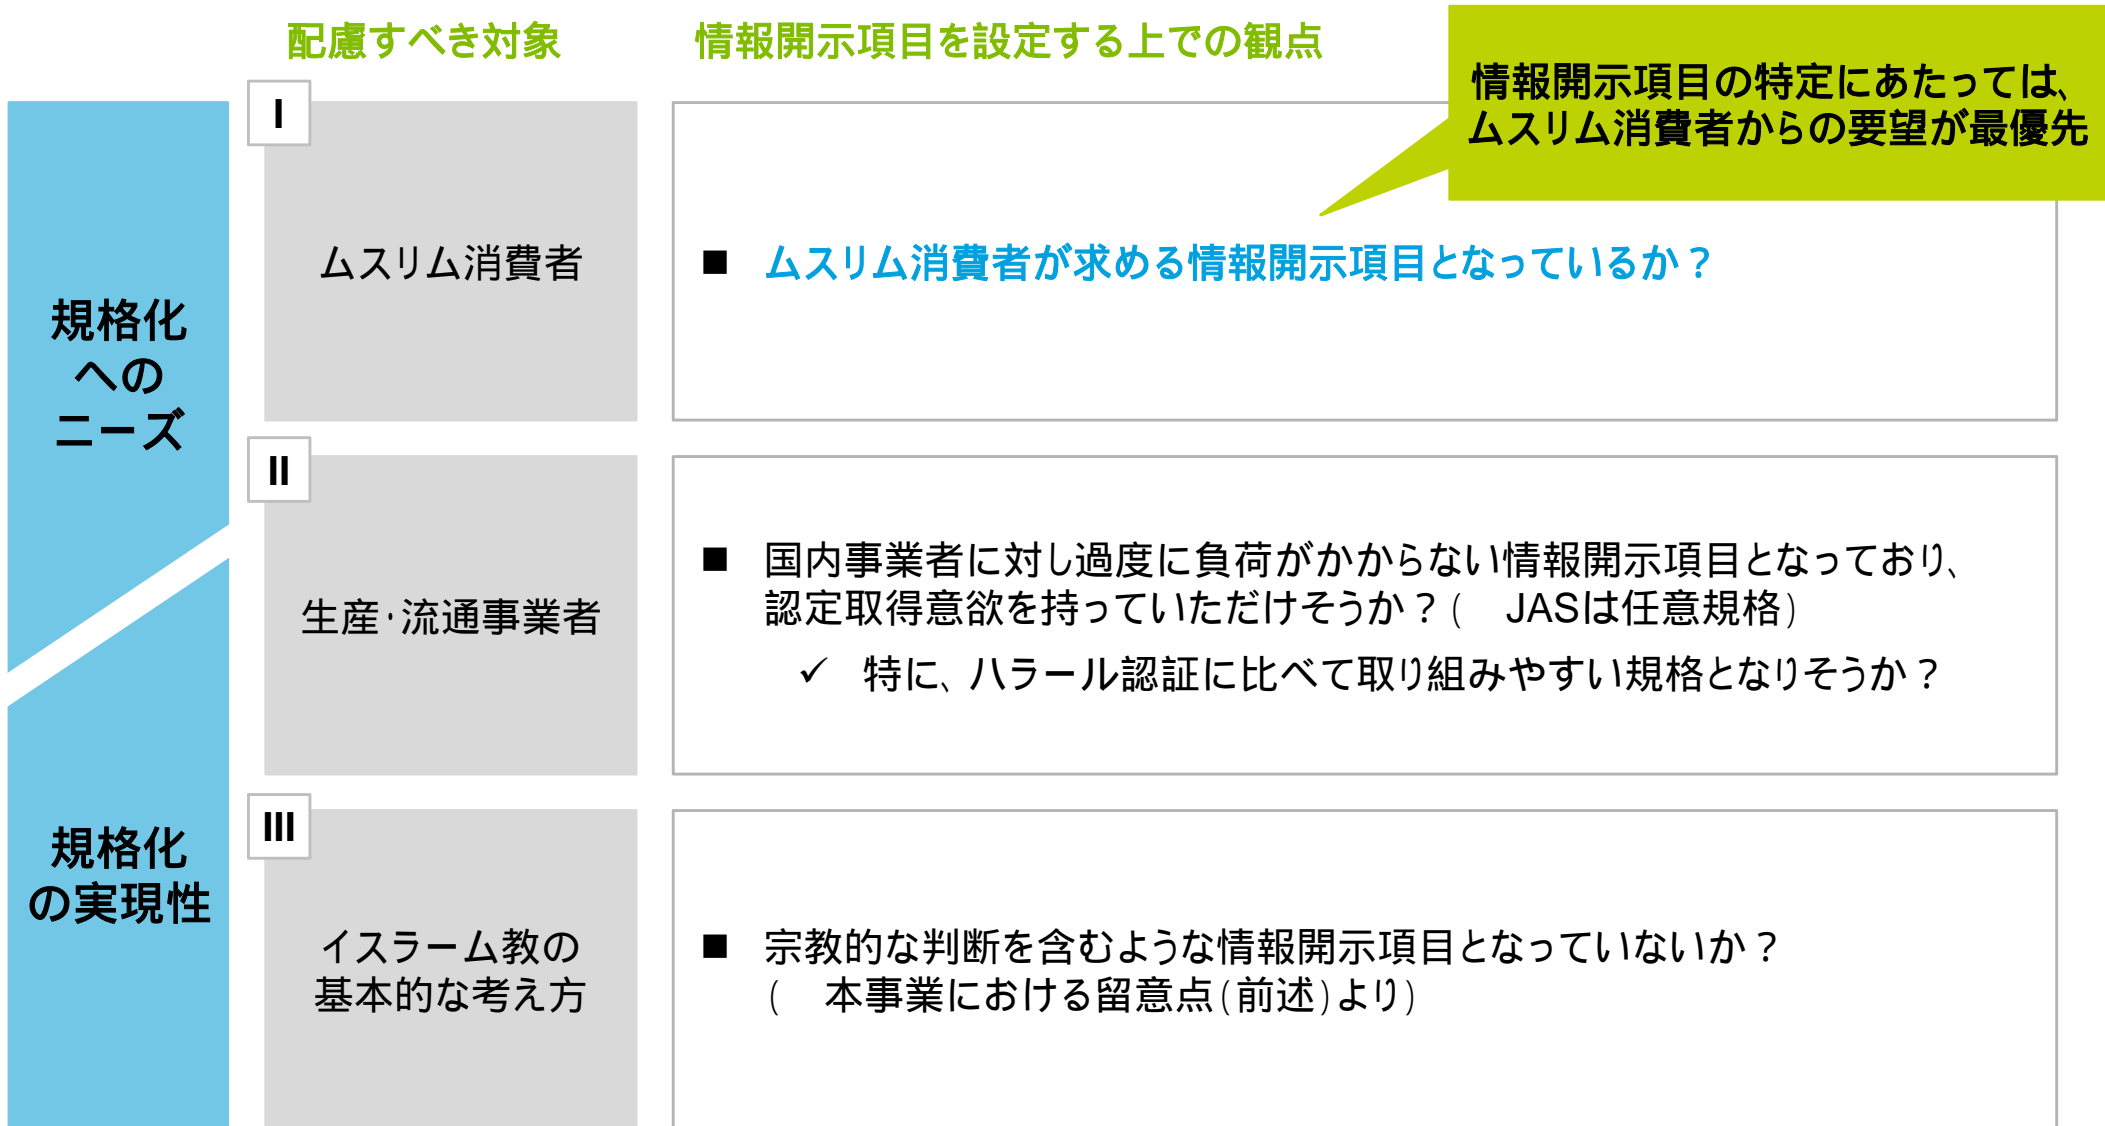 配慮すべき対象
情報開示項目を設定する上での観点
情報開示項目の特定にあたっては、
ムスリム消費者からの要望が最優先
規格化
への
ニーズ
I
ムスリム消費者
■ ムスリム消費者が求める情報開示項目となっているか？
II
生産・流通事業者
■ 国内事業者に対し過度に負荷がかからない情報開示項目となっており、
認定取得意欲を持っていただけそうか？(　JASは任意規格)
✓ 特に、ハラール認証に比べて取り組みやすい規格となりそうか？
規格化
の実現性
III
イスラーム教の
基本的な考え方
■ 宗教的な判断を含むような情報開示項目となっていないか？
(　本事業における留意点(前述)より)